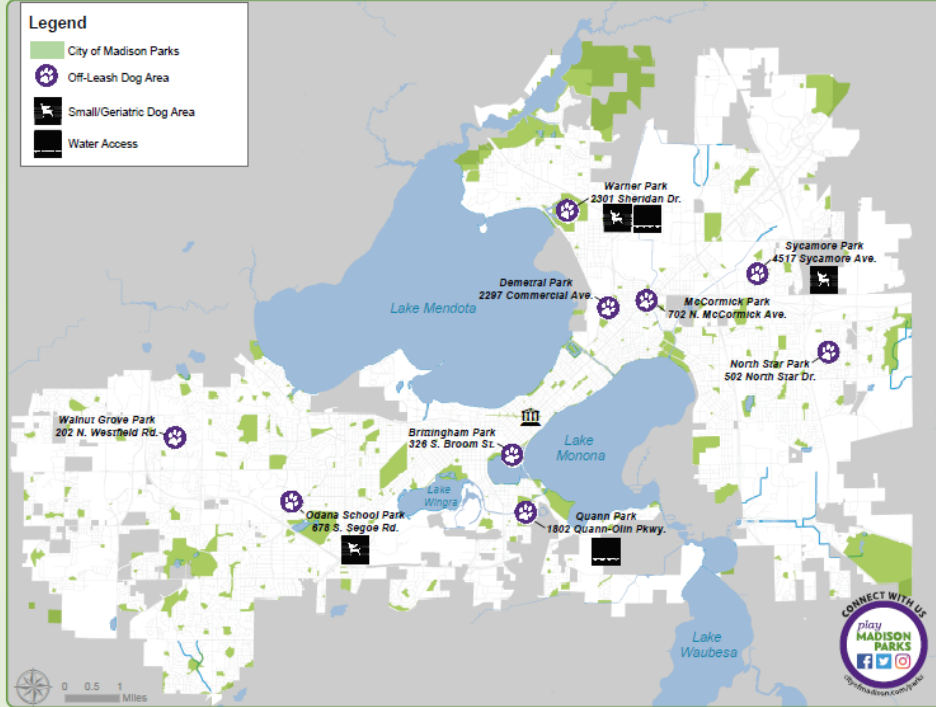 Legend
City of Madison Parks
Off-Leash Dog Area
Small/Geriatric Dog Area
Water Access
Warner Park
2301 Sheridan Dr.
Sycamore Park
4517 Sycamore Ave.
Demetral Park
2297 Commercial Ave.
McCormick Park
702 N. McCormick Ave.
Lake Mendota
North Star Park
502 North Star Dr.
Walnut Grove Park
202 N. Westfield Rd.
Brittingham Park
326 S. Broom St.
Lake
Monona
Lake
Wingra
Odana School Park
678 S. Segoe Rd.
Quann Park
1802 Quann-Olin Pkwy.
Lake
Waubesa
CONNECT WITH US
play
MADISON
PARKS
cityofmadison.com/parks
0 0.5 1
Miles